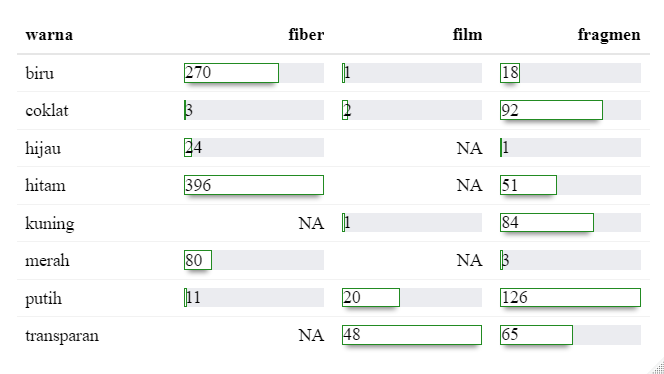 warna fiber film fragmen
biru 270 1 18
coklat 3 2 92
hijau 24 NA 1
hitam 396 NA 51
kuning NA 1 84
merah 80 NA 3
putih 11 20 126
transparan NA 48 65